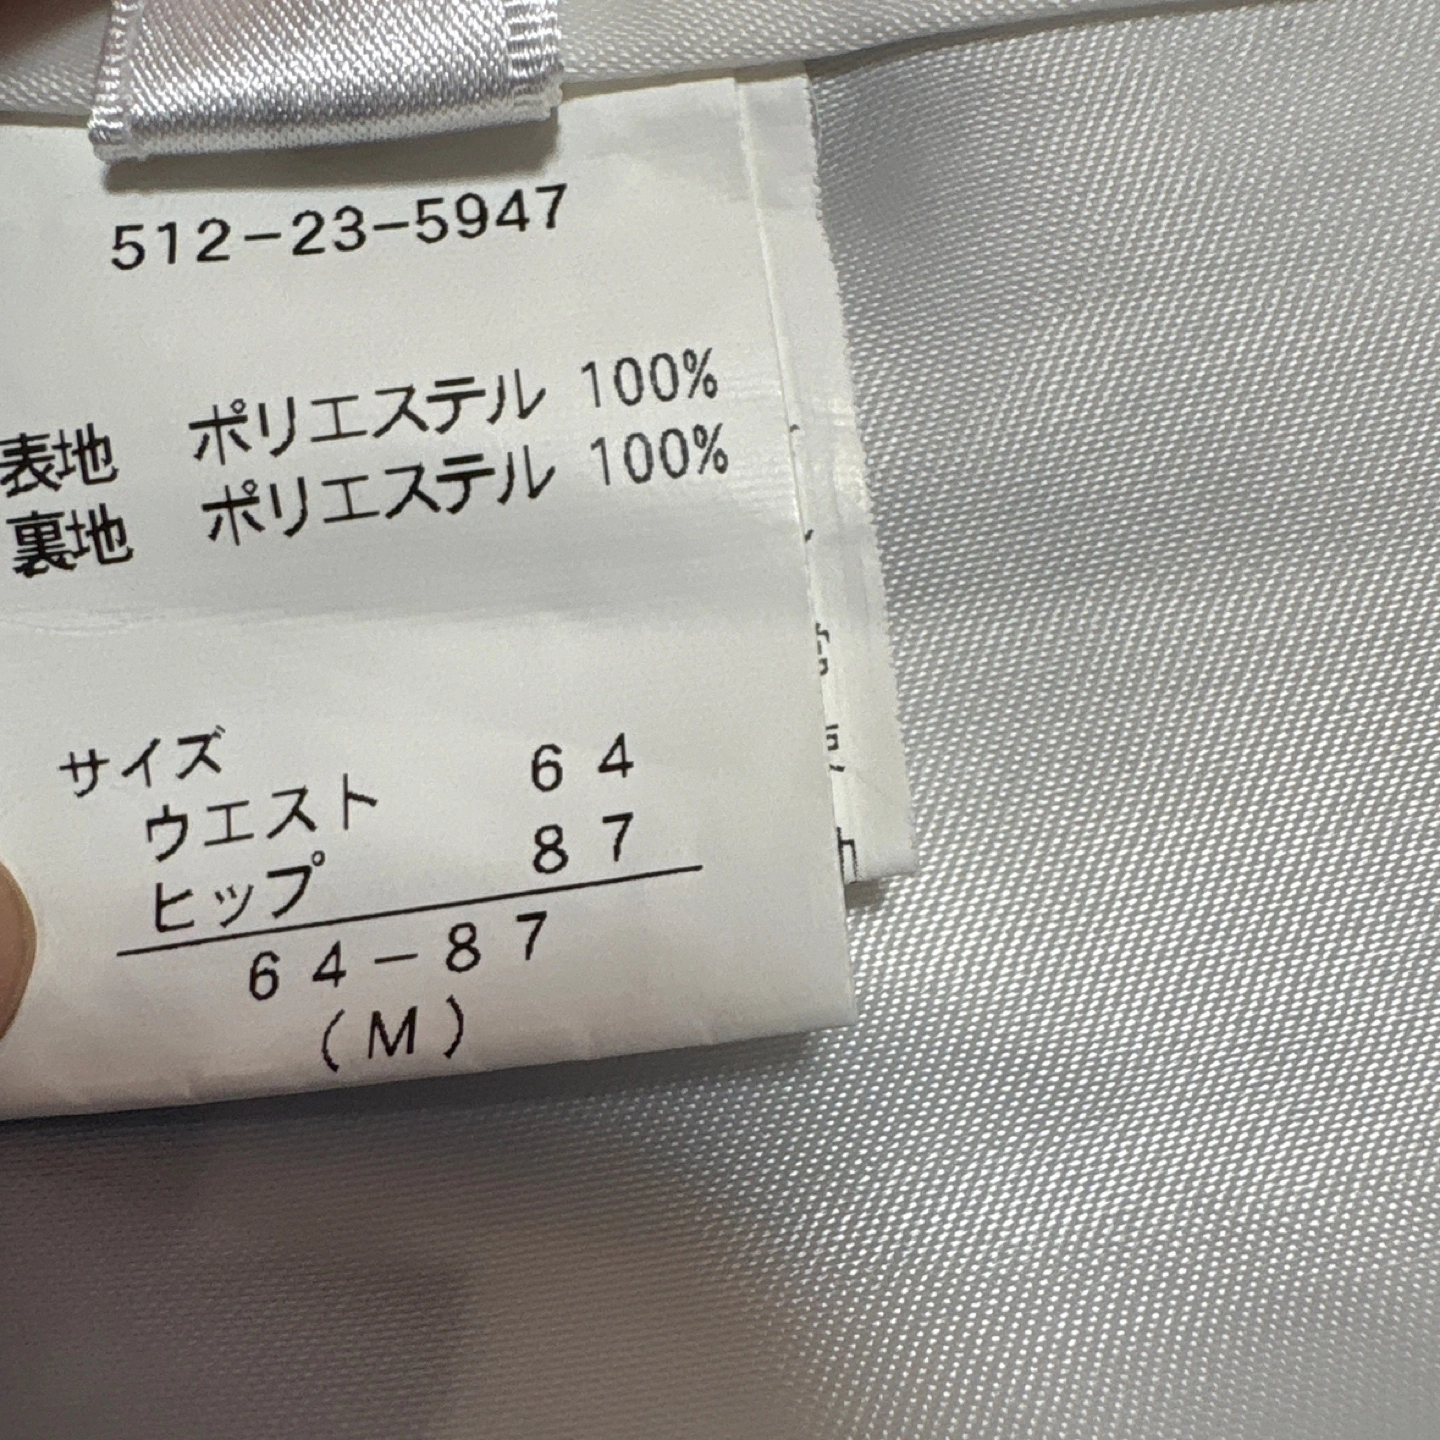 512-23-5947
表地 ポリエステル 100%
裏地 ポリエステル 100%
サイズ
ウエスト 64
ヒップ 87
64-87
(M)